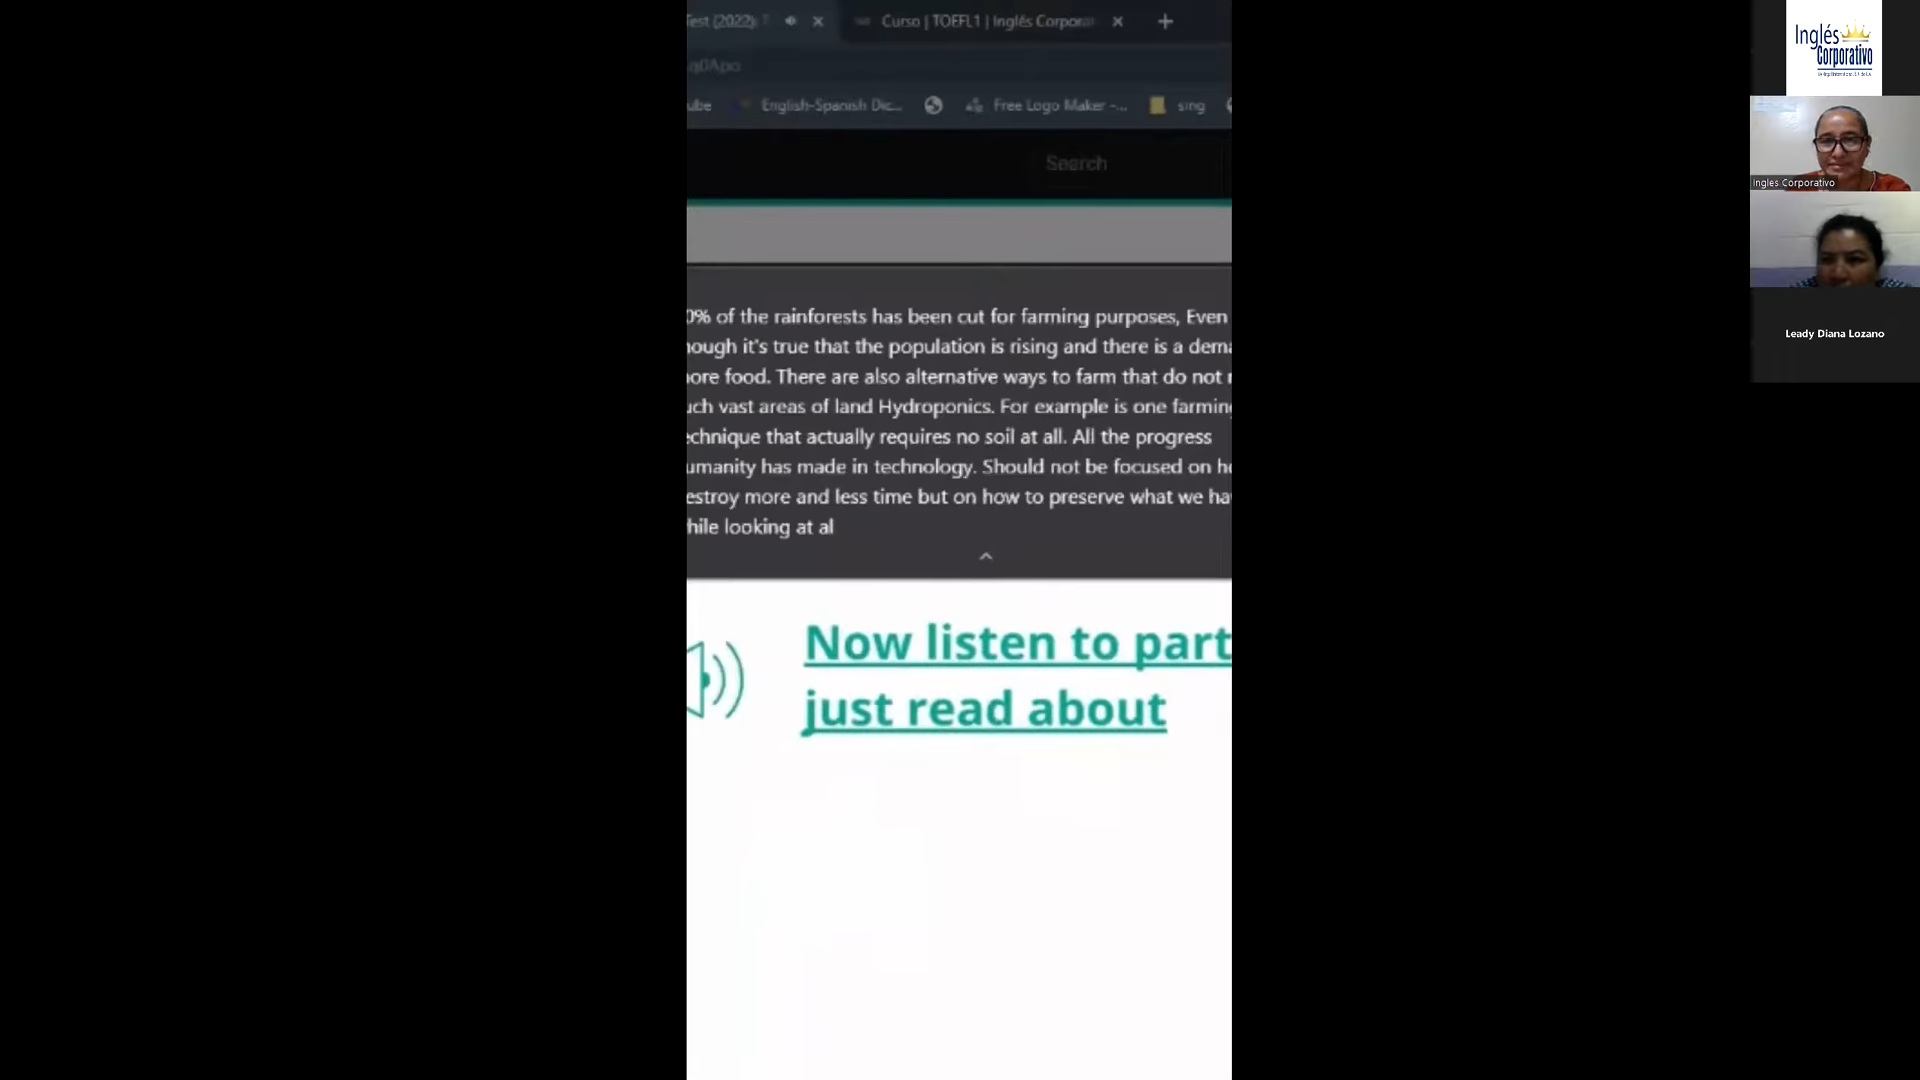 Test (2022):
Curso | TOEFL1 | Inglés Corporat
q0Apo
ube
English-Spanish Dic...
Free Logo Maker -...
sing
Search
0% of the rainforests has been cut for farming purposes, Even
hough it's true that the population is rising and there is a dema
ore food. There are also alternative ways to farm that do not
uch vast areas of land Hydroponics. For example is one farming
echnique that actually requires no soil at all. All the progress
umanity has made in technology. Should not be focused on ho
estroy more and less time but on how to preserve what we ha
hile looking at al
Now listen to part
just read about
Inglés
Corporativo
Ingles Corporativo
Leady Diana Lozano